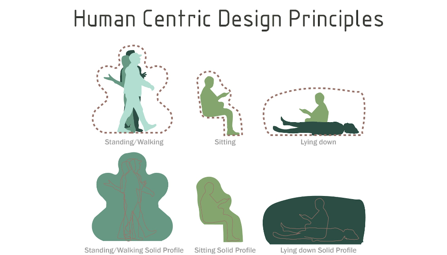 Human Centric Design Principles
Standing/Walking
Sitting
Lying down
Standing/Walking Solid Profile
Sitting Solid Profile
Lying down Solid Profile